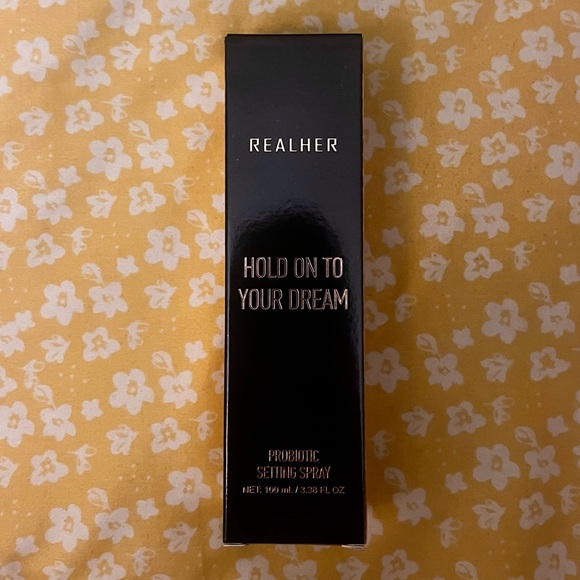 REALHER
HOLD ON TO
YOUR DREAM
PROBIOTIC
SETTING SPRAY
NET: 100 mL / 3.38 FL OZ